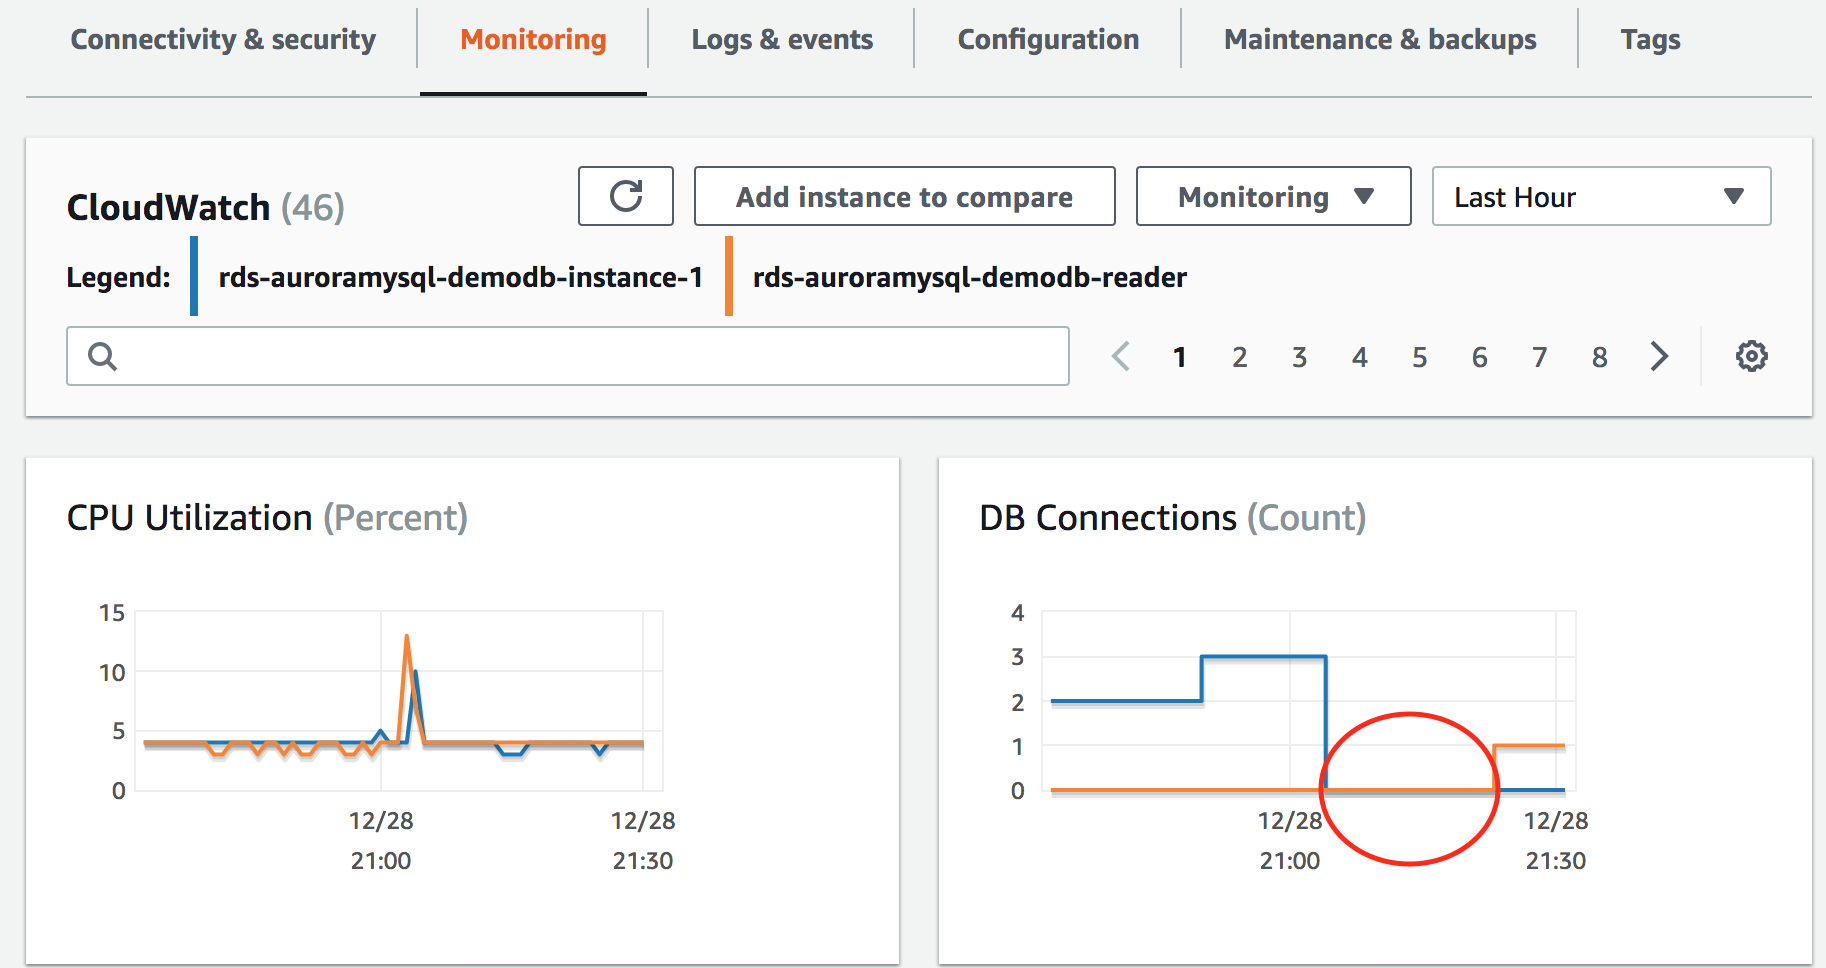 Connectivity & security Monitoring Logs & events Configuration Maintenance & backups Tags
CloudWatch (46) Add instance to compare Monitoring Last Hour
Legend: rds-auroramysql-demodb-instance-1 rds-auroramysql-demodb-reader
1 2 3 4 5 6 7 8
CPU Utilization (Percent)
15
10
5
0
12/28 12/28
21:00 21:30
DB Connections (Count)
4
3
2
1
0
12/28 12/28
21:00 21:30